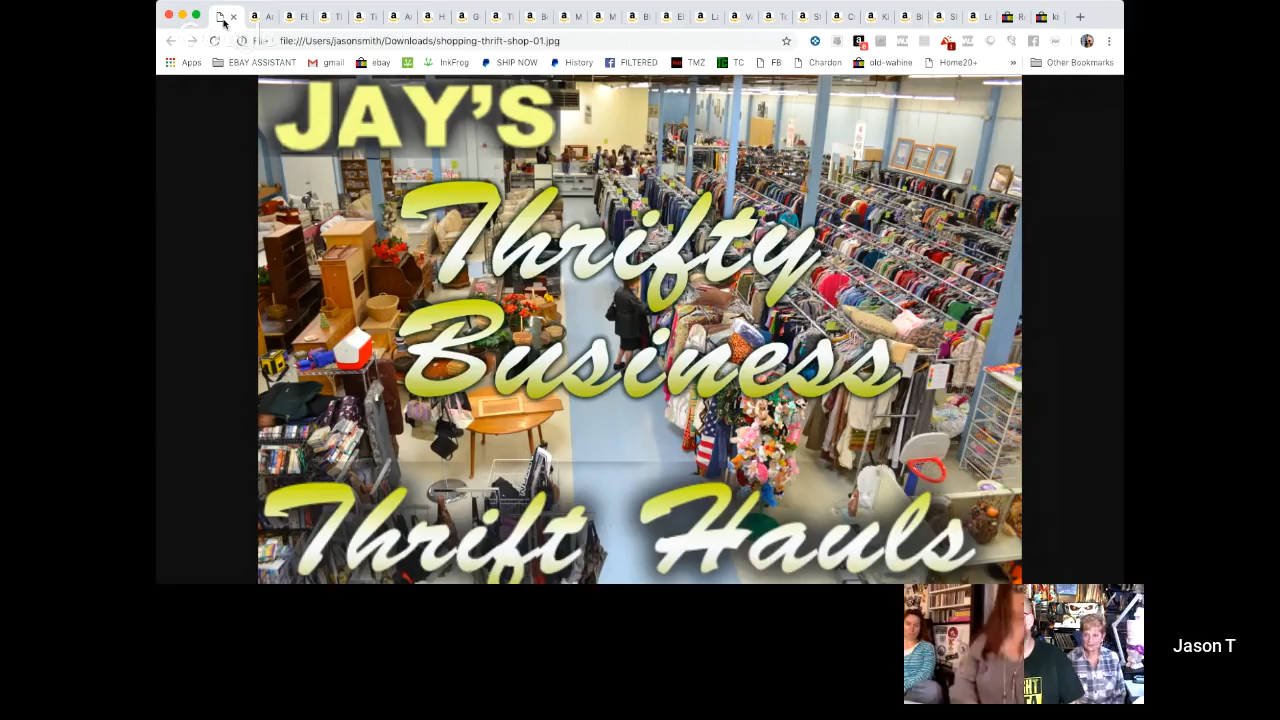 File
file:///Users/jasonsmith/Downloads/shopping-thrift-shop-01.jpg
Apps EBAY ASSISTANT gmail ebay InkFrog SHIP NOW History FILTERED TMZ TC FB Chardon old-wahine Home20+ » Other Bookmarks
JAY'S
Thrifty
Business
Thrift Hauls
Jason T